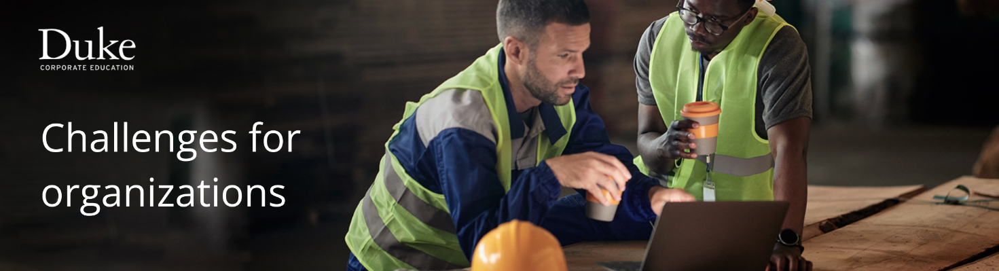 Duke
CORPORATE EDUCATION
Challenges for
organizations